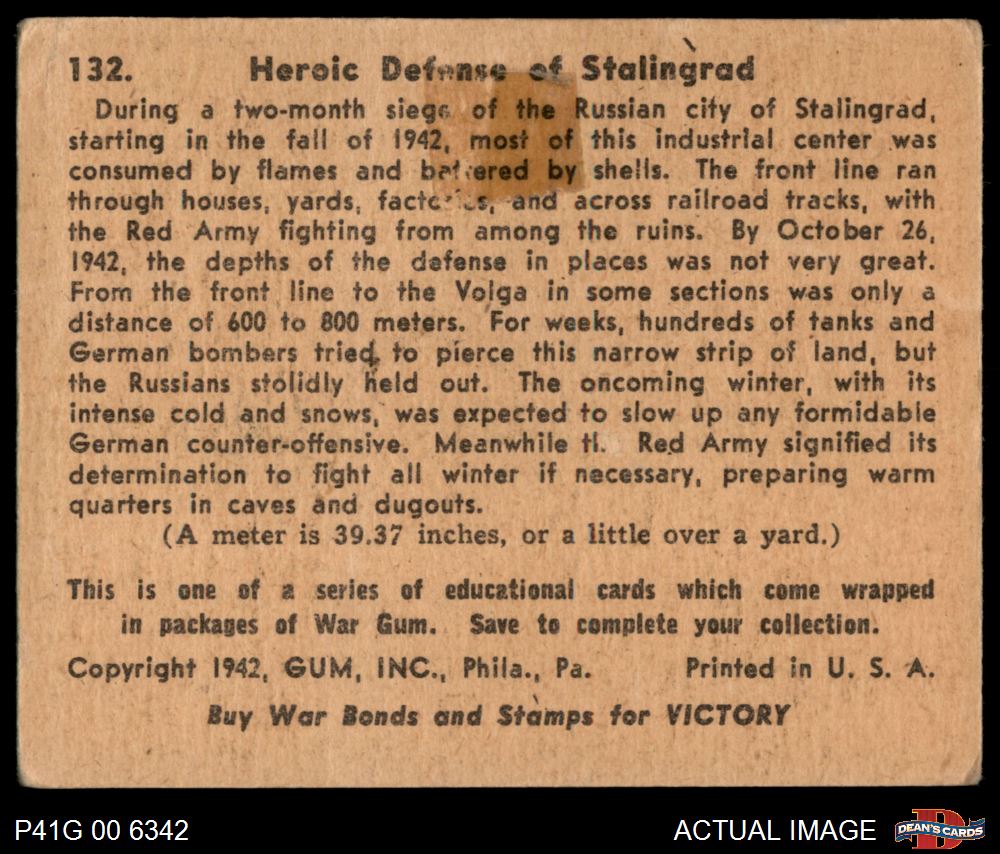 132. Heroic Defense of Stalingrad
During a two-month siege of the Russian city of Stalingrad,
starting in the fall of 1942, most of this industrial center was
consumed by flames and battered by shells. The front line ran
through houses, yards, factories, and across railroad tracks, with
the Red Army fighting from among the ruins. By October 26,
1942, the depths of the defense in places was not very great.
From the front line to the Volga in some sections was only a
distance of 600 to 800 meters. For weeks, hundreds of tanks and
German bombers tried to pierce this narrow strip of land, but
the Russians stolidly held out. The oncoming winter, with its
intense cold and snows, was expected to slow up any formidable
German counter-offensive. Meanwhile Red Army signified its
determination to fight all winter if necessary, preparing warm
quarters in caves and dugouts.
(A meter is 39.37 inches, or a little over a yard.)
This is one of a series of educational cards which come wrapped
in packages of War Gum. Save to complete your collection.
Copyright 1942, GUM, INC., Phila., Pa. Printed in U. S. A.
Buy War Bonds and Stamps for VICTORY
P41G 00 6342 ACTUAL IMAGE DEAN'S CARDS